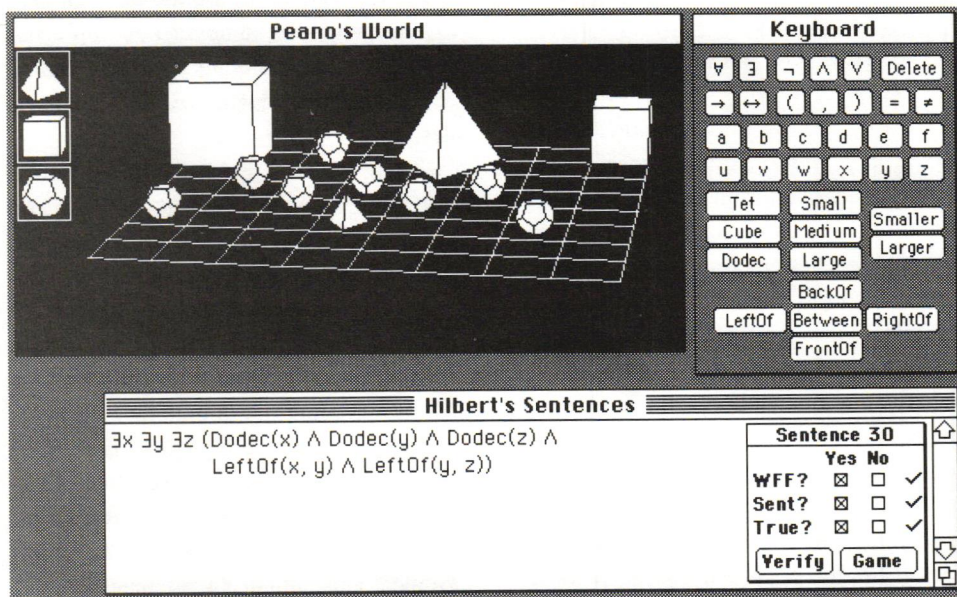 Peano's World
Keyboard
∀ ∃ ¬ ∧ ∨ Delete
→ ↔ ( , ) = ≠
a b c d e f
u v w x y z
Tet Small Smaller
Cube Medium Larger
Dodec Large
BackOf
LeftOf Between RightOf
FrontOf
Hilbert's Sentences
∃x ∃y ∃z (Dodec(x) ∧ Dodec(y) ∧ Dodec(z) ∧
LeftOf(x, y) ∧ LeftOf(y, z))
Sentence 30
Yes No
WFF? ☒ ☐ ✓
Sent? ☒ ☐ ✓
True? ☒ ☐ ✓
Verify Game